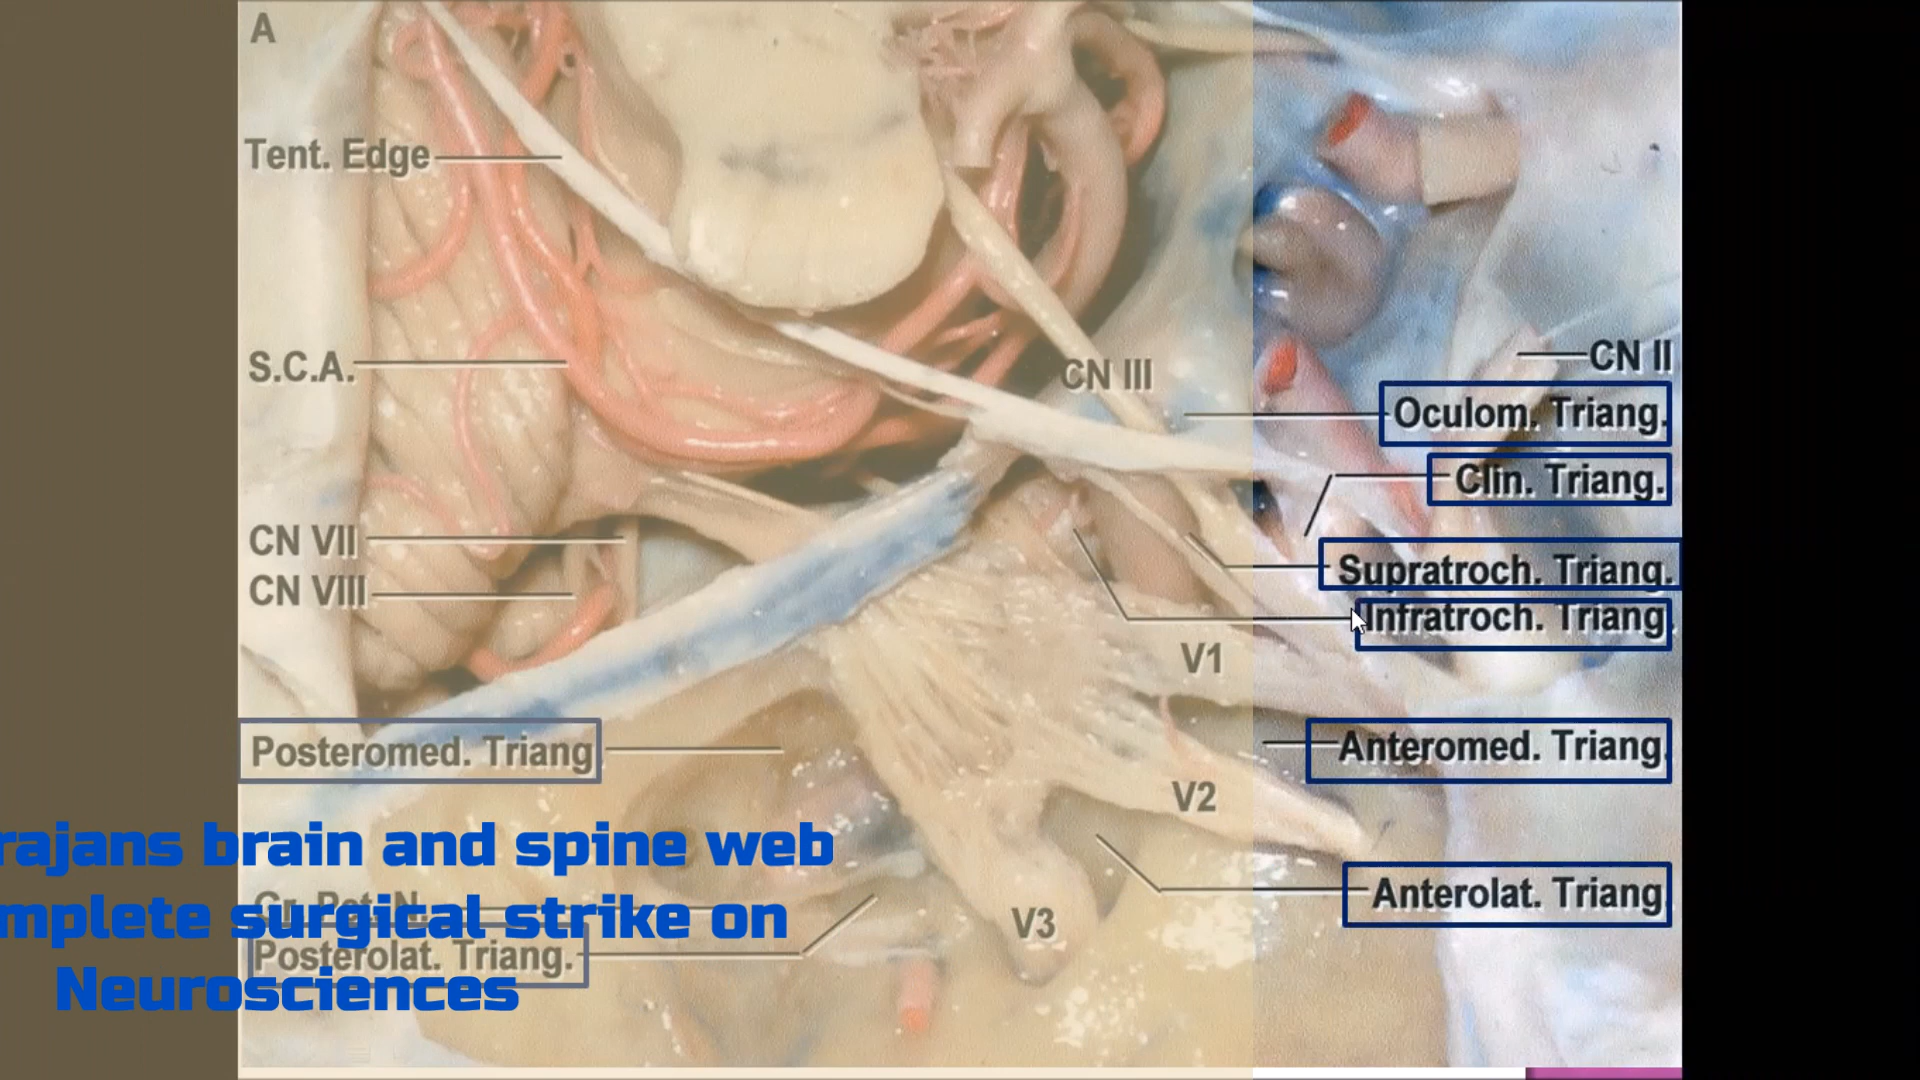 A
Tent. Edge
S.C.A.
CN III
CN II
Oculom. Triang.
Clin. Triang.
CN VII
CN VIII
Supratroch. Triang.
Infratroch. Triang.
V1
Posteromed. Triang
Anteromed. Triang.
V2
rajans brain and spine web
Gr. Pet. N.
Anterolat. Triang.
mplete surgical strike on
V3
Posterolat. Triang.
Neurosciences